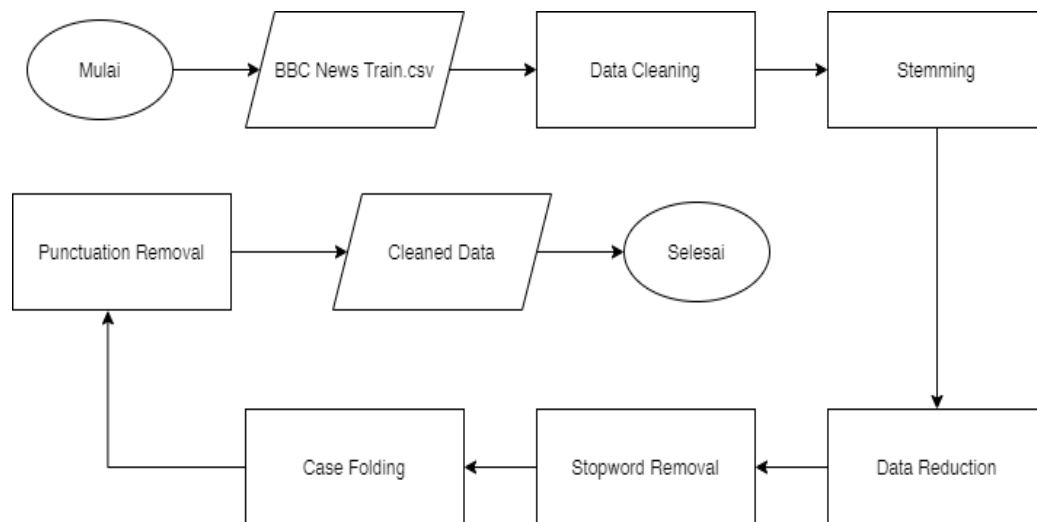 Mulai
BBC News Train.csv
Data Cleaning
Stemming
Punctuation Removal
Cleaned Data
Selesai
Case Folding
Stopword Removal
Data Reduction